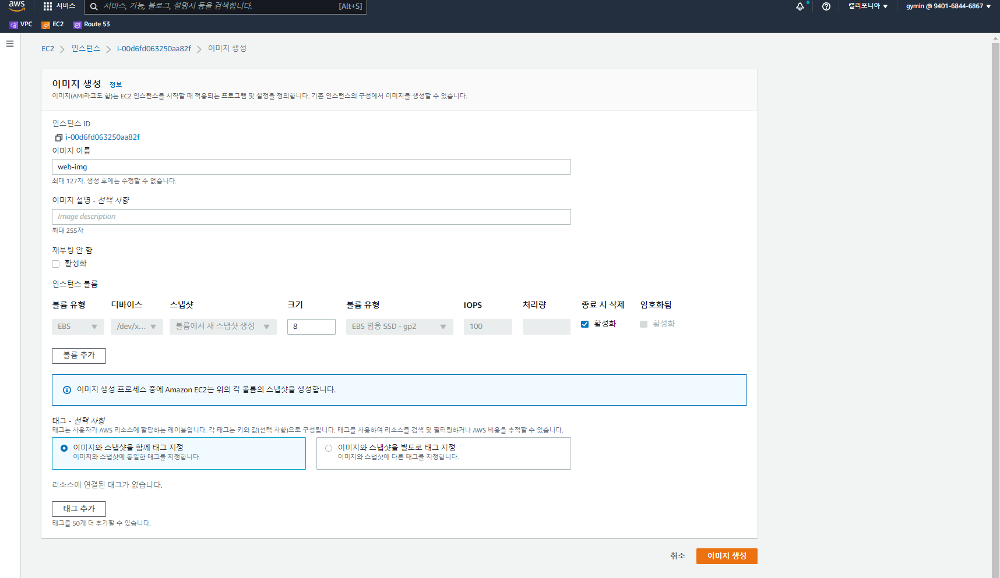 aws
서비스
서비스, 기능, 블로그, 설명서 등을 검색합니다.
[Alt+S]
캘리포니아
gymin @ 9401-6844-6867
VPC
EC2
Route 53
EC2
인스턴스
i-00d6fd063250aa82f
이미지 생성
이미지 생성 정보
이미지(AMI라고도 함)는 EC2 인스턴스를 시작할 때 적용되는 프로그램 및 설정을 정의합니다. 기존 인스턴스의 구성에서 이미지를 생성할 수 있습니다.
인스턴스 ID
i-00d6fd063250aa82f
이미지 이름
web-img
최대 127자. 생성 후에는 수정할 수 없습니다.
이미지 설명 - 선택 사항
Image description
최대 255자
재부팅 안 함
활성화
인스턴스 볼륨
볼륨 유형 디바이스 스냅샷 크기 볼륨 유형 IOPS 처리량 종료 시 삭제 암호화됨
EBS /dev/x... 볼륨에서 새 스냅샷 생성 8 EBS 범용 SSD - gp2 100 활성화 활성화
볼륨 추가
이미지 생성 프로세스 중에 Amazon EC2는 위의 각 볼륨의 스냅샷을 생성합니다.
태그 - 선택 사항
태그는 사용자가 AWS 리소스에 할당하는 레이블입니다. 각 태그는 키와 값(선택 사항)으로 구성됩니다. 태그를 사용하여 리소스를 검색 및 필터링하거나 AWS 비용을 추적할 수 있습니다.
이미지와 스냅샷을 함께 태그 지정
이미지와 스냅샷에 동일한 태그를 지정합니다.
이미지와 스냅샷을 별도로 태그 지정
이미지와 스냅샷에 다른 태그를 지정합니다.
리소스에 연결된 태그가 없습니다.
태그 추가
태그를 50개 더 추가할 수 있습니다.
취소
이미지 생성